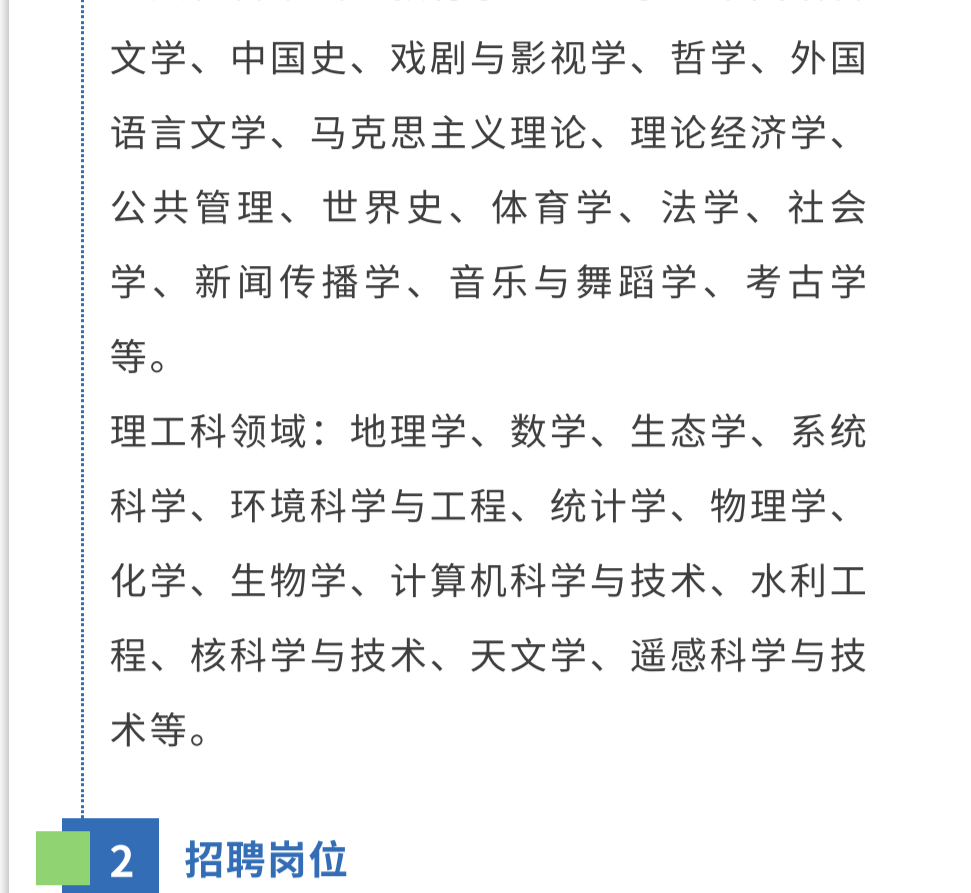 文学、中国史、戏剧与影视学、哲学、外国
语言文学、马克思主义理论、理论经济学、
公共管理、世界史、体育学、法学、社会
学、新闻传播学、音乐与舞蹈学、考古学
等。
理工科领域：地理学、数学、生态学、系统
科学、环境科学与工程、统计学、物理学、
化学、生物学、计算机科学与技术、水利工
程、核科学与技术、天文学、遥感科学与技
术等。
2 招聘岗位